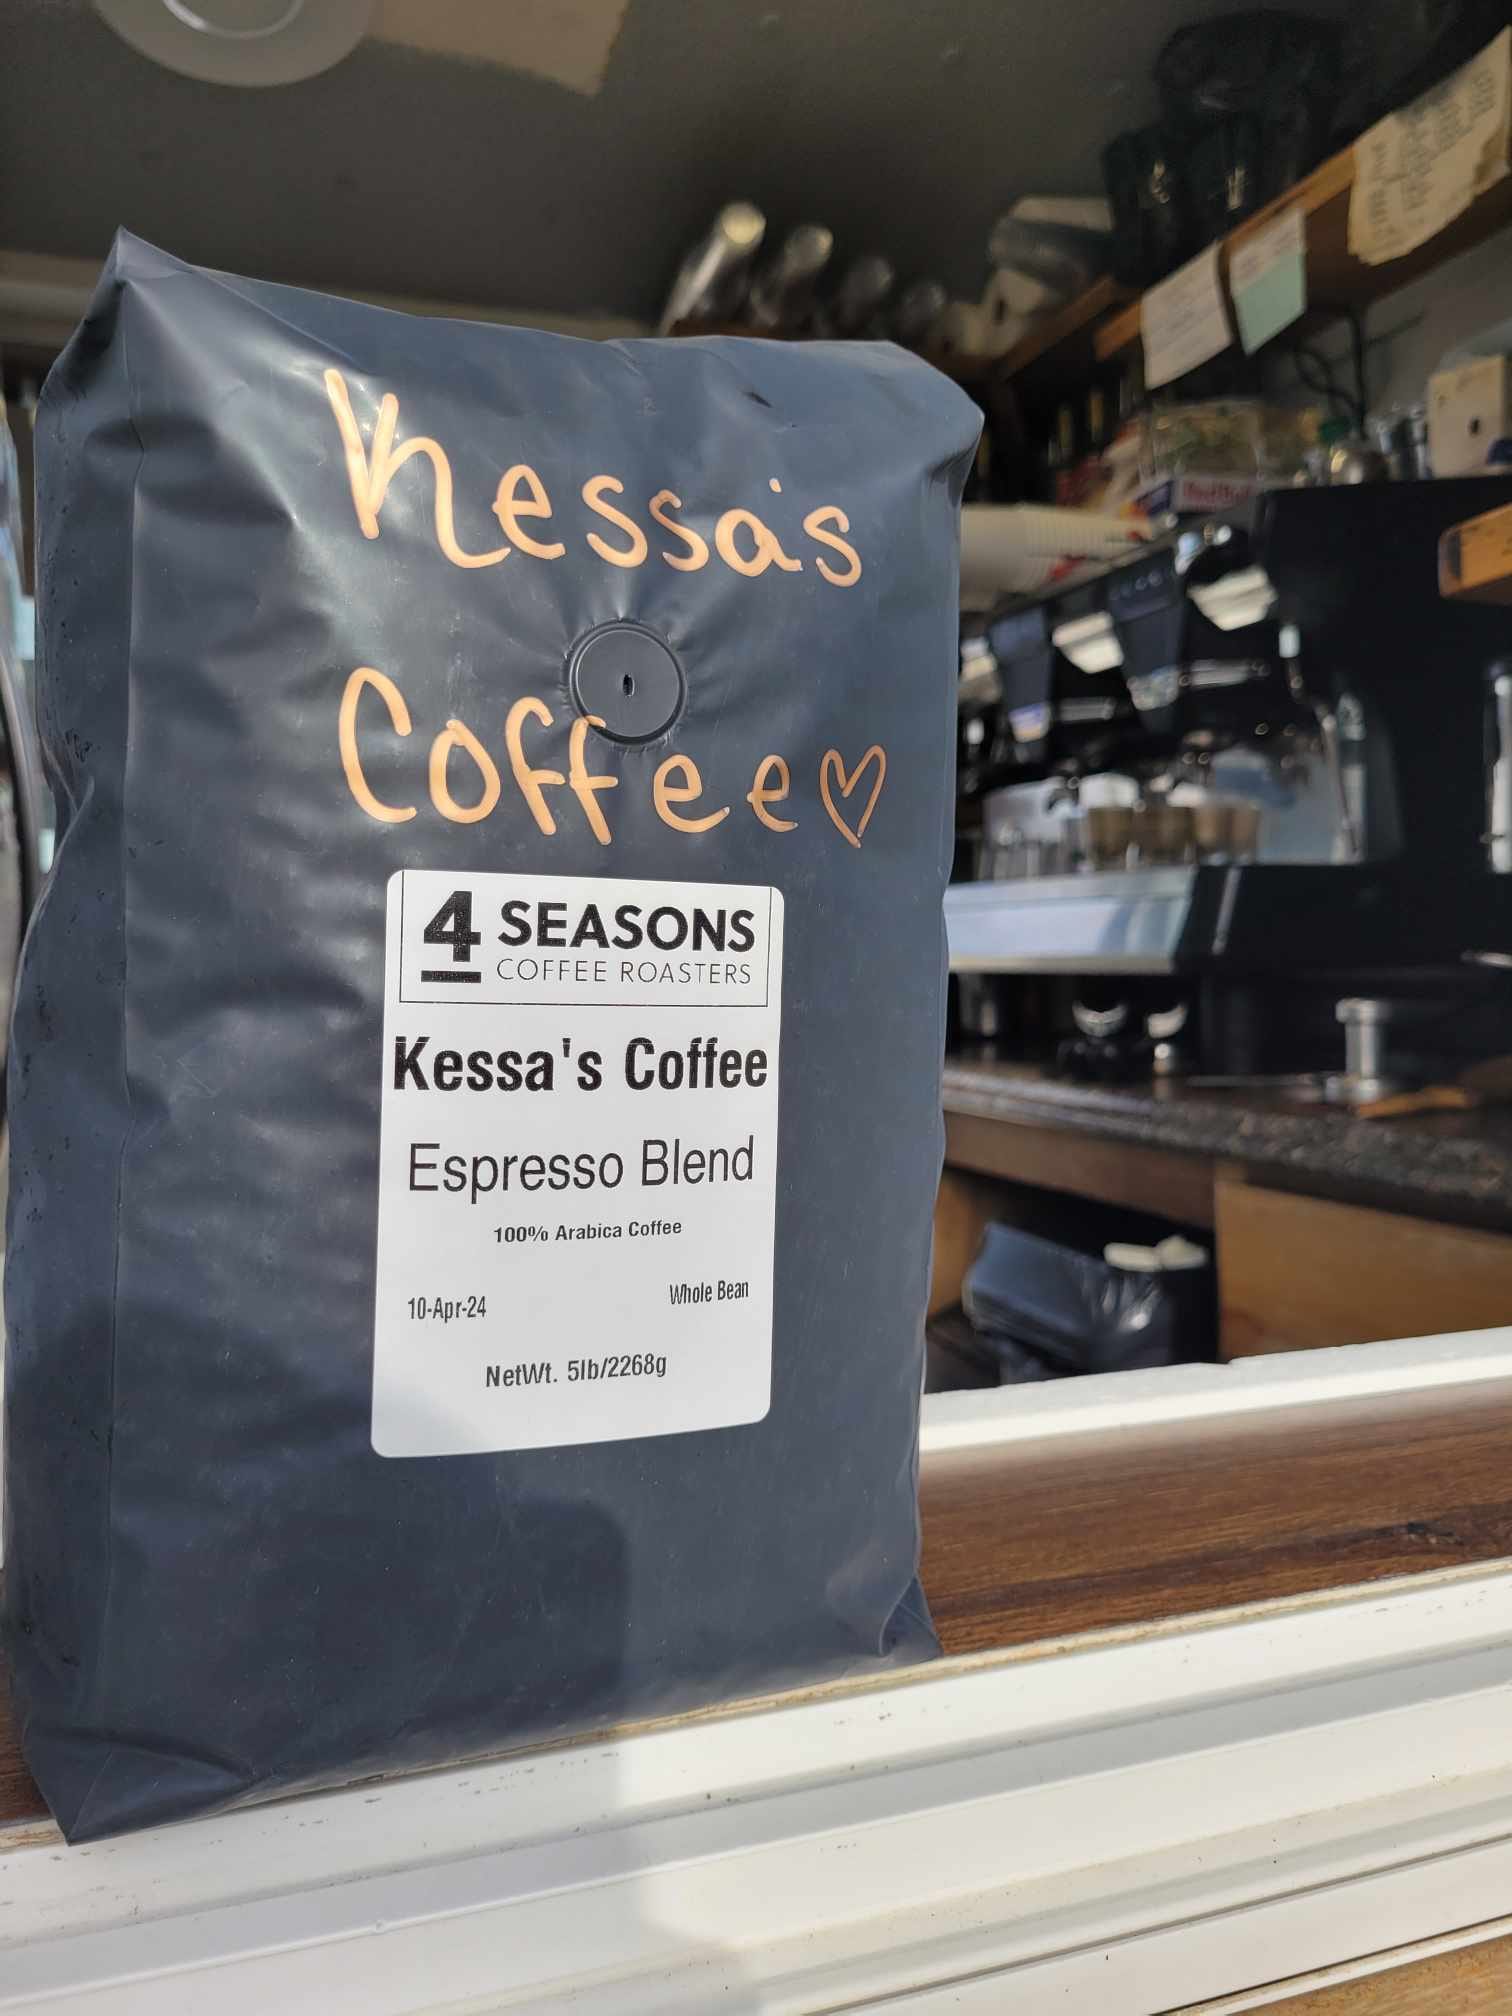 Kessa's
Coffee♡
4 SEASONS
COFFEE ROASTERS
Kessa's Coffee
Espresso Blend
100% Arabica Coffee
10-Apr-24
Whole Bean
NetWt. 5lb/2268g